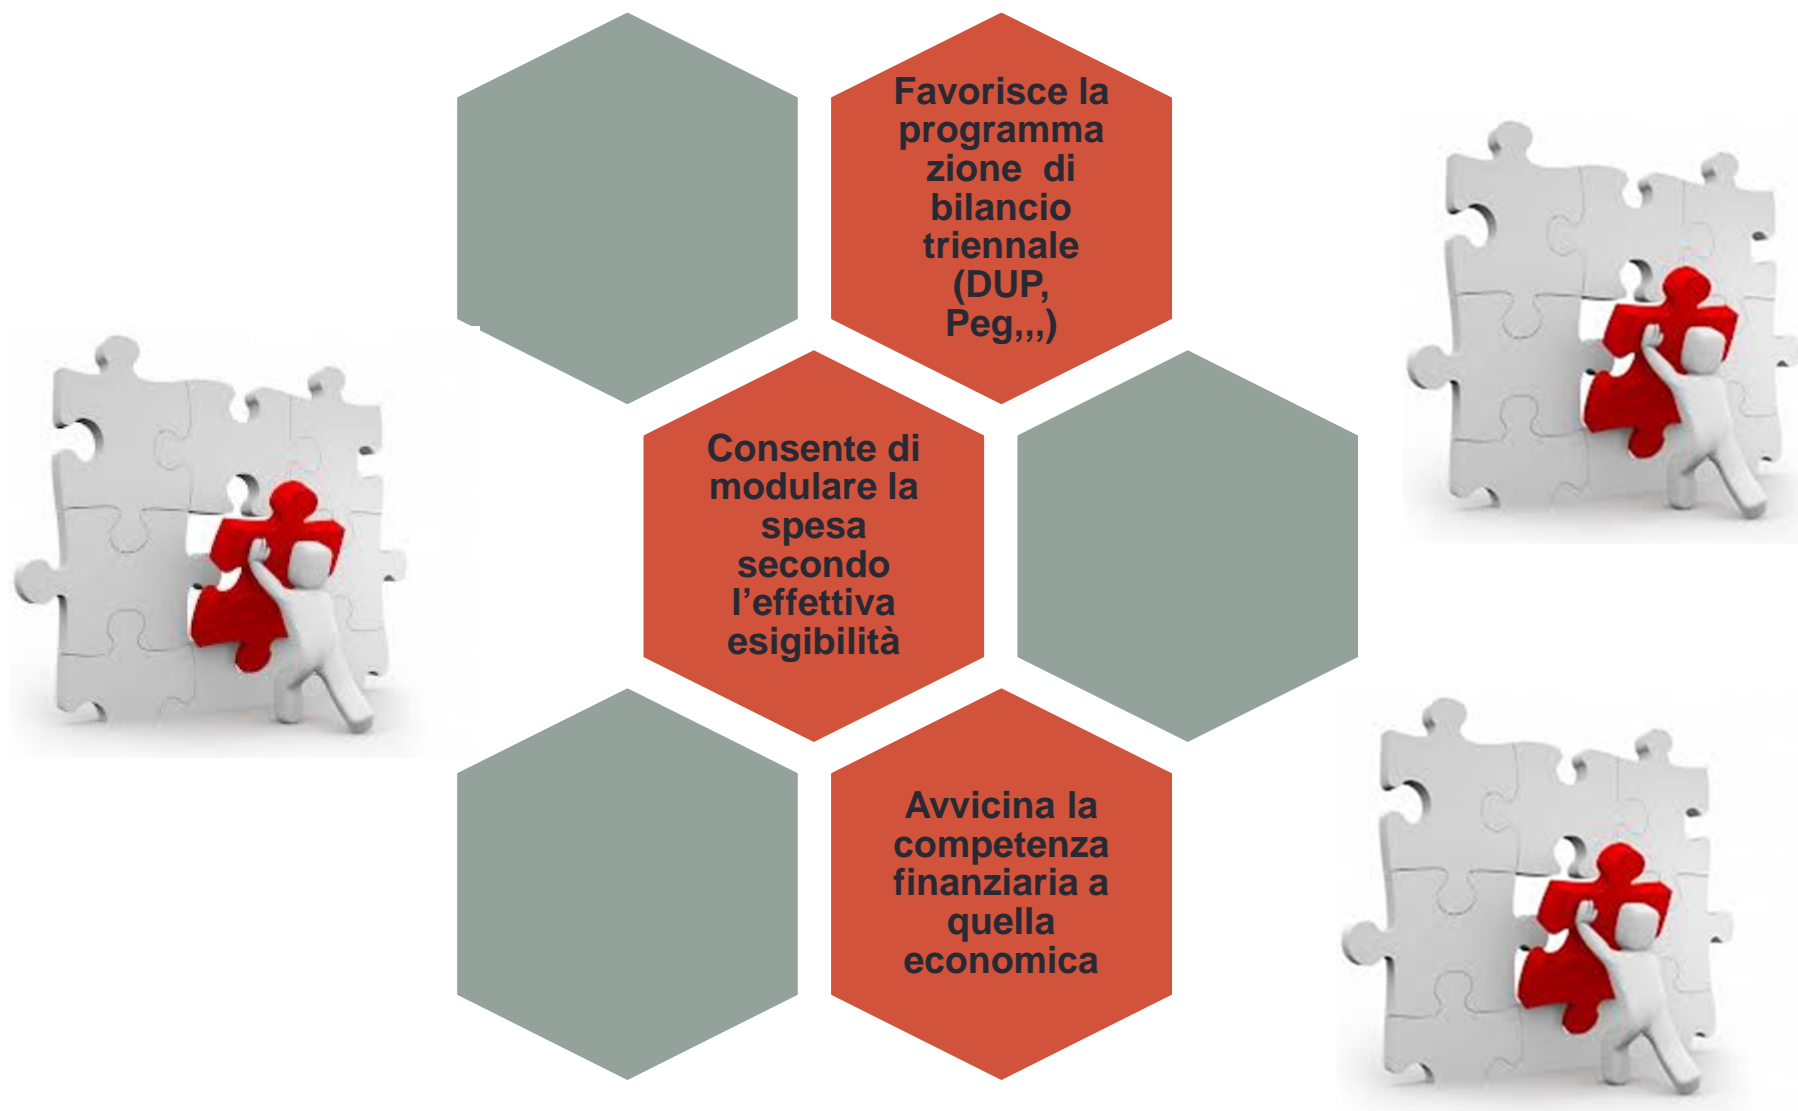 Favorisce la
programma
zione  di
bilancio
triennale
(DUP,
Peg,,,)
Consente di
modulare la
spesa
secondo
l’effettiva
esigibilità
Avvicina la
competenza
finanziaria a
quella
economica